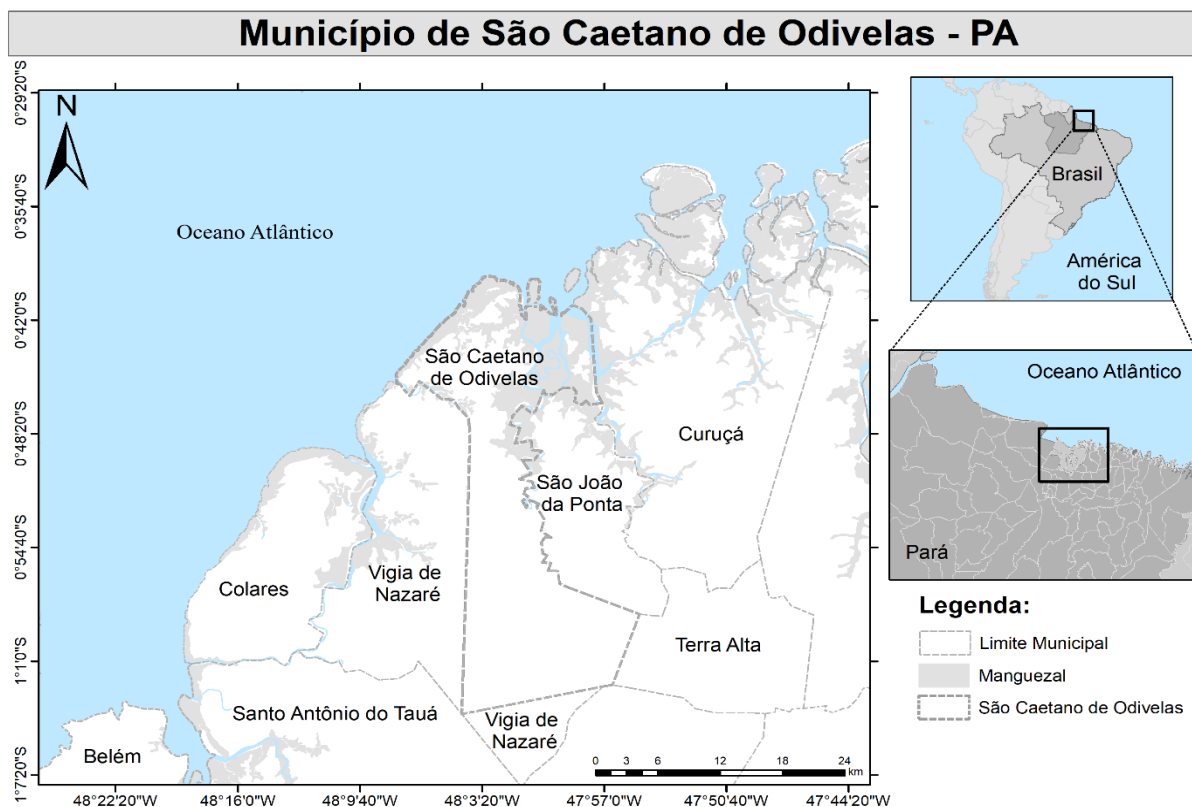 Município de São Caetano de Odivelas - PA
N
0°29'20"S
0°35'40"S
0°42'0"S
0°48'20"S
0°54'40"S
1°1'0"S
1°7'20"S
Oceano Atlântico
São Caetano
de Odivelas
Curuçá
São João
da Ponta
Colares
Vigia de
Nazaré
Terra Alta
Santo Antônio do Tauá
Vigia de
Nazaré
Belém
0 3 6 12 18 24
km
48°22'20"W 48°16'0"W 48°9'40"W 48°3'20"W 47°57'0"W 47°50'40"W 47°44'20"W
Brasil
América
do Sul
Oceano Atlântico
Pará
Legenda:
Limite Municipal
Manguezal
São Caetano de Odivelas